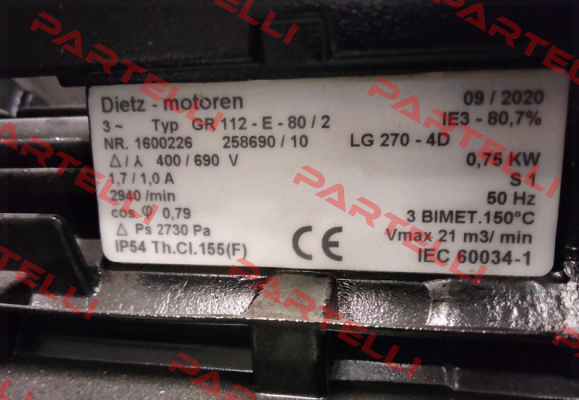 Dietz - motoren 09 / 2020
3 ~ Typ GR 112 - E - 80 / 2 IE3 - 80,7%
NR. 1600226 258690 / 10 LG 270 - 4D
△ / ⅄ 400 / 690 V 0,75 KW
1,7 / 1,0 A S 1
2940 /min 50 Hz
cos φ 0,79 3 BIMET.150°C
△ Ps 2730 Pa Vmax 21 m3/ min
IP54 Th.Cl.155(F) CE IEC 60034-1
PARTELLI
PARTELLI
PARTELLI
PARTELLI
PARTELLI
PARTELLI